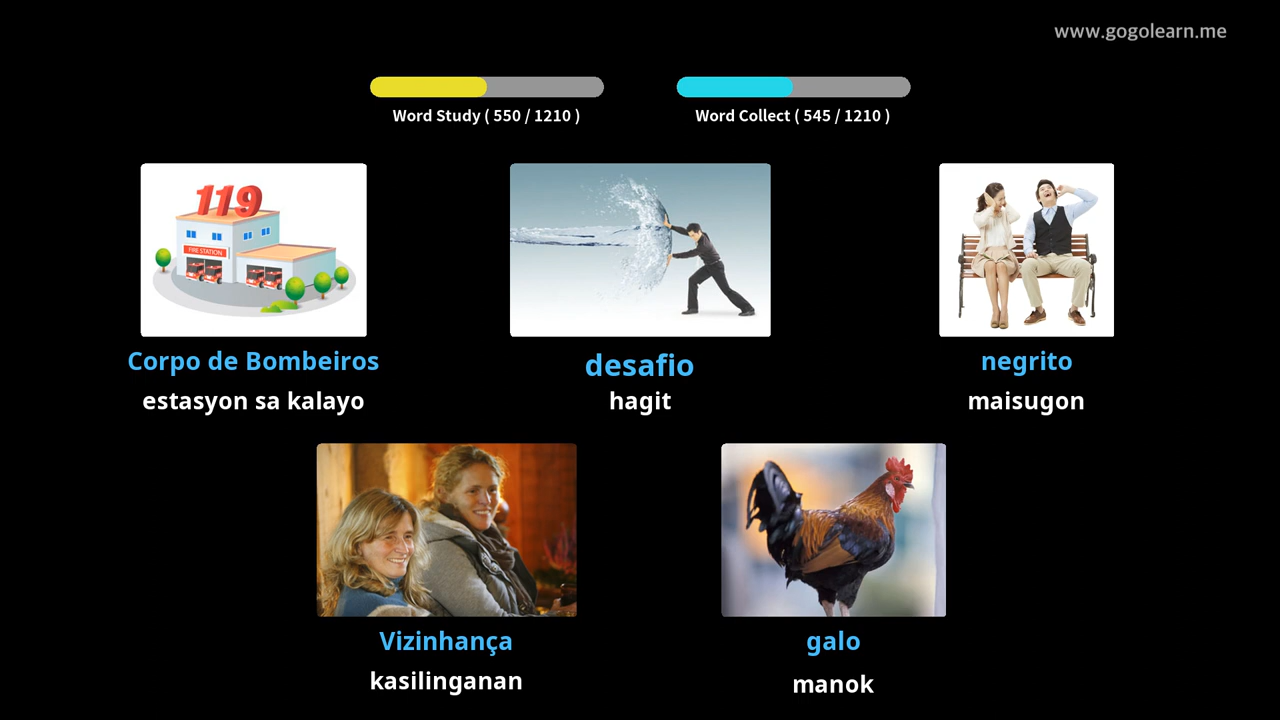 www.gogolearn.me
Word Study ( 550 / 1210 )
Word Collect ( 545 / 1210 )
119
FIRE STATION
Corpo de Bombeiros
estasyon sa kalayo
desafio
hagit
negrito
maisugon
Vizinhança
kasilinganan
galo
manok